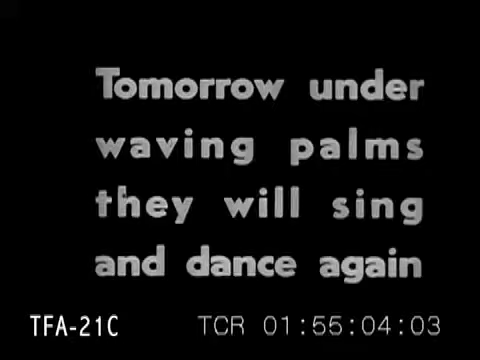 Tomorrow under
waving palms
they will sing
and dance again
TFA-21C TCR 01:55:04:03